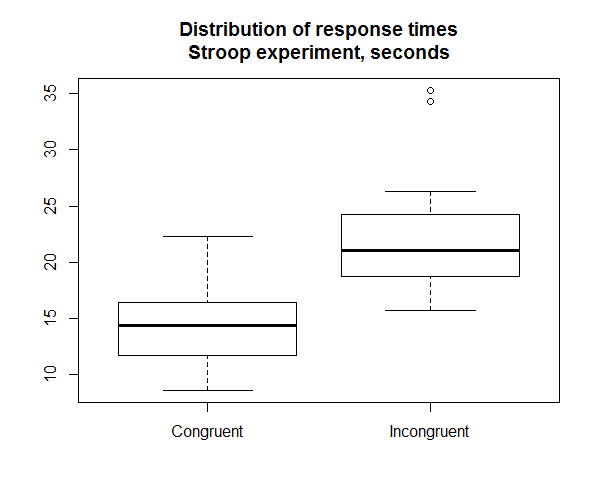 Distribution of response times
Stroop experiment, seconds
35
30
25
20
15
10
Congruent
Incongruent